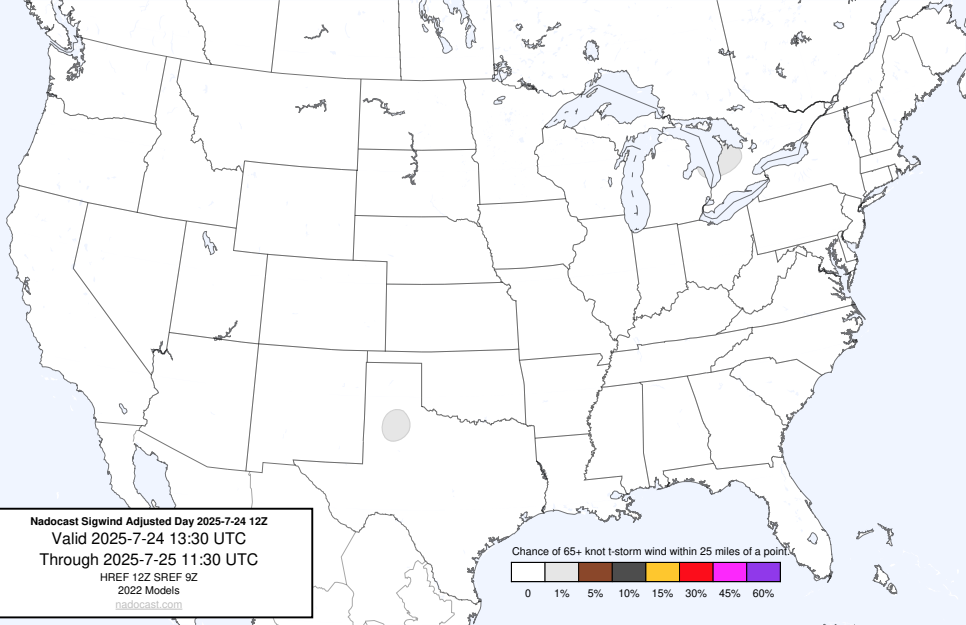 Nadocast Sigwind Adjusted Day 2025-7-24 12Z
Valid 2025-7-24 13:30 UTC
Through 2025-7-25 11:30 UTC
HREF 12Z SREF 9Z
2022 Models
nadocast.com
Chance of 65+ knot t-storm wind within 25 miles of a point.
0 1% 5% 10% 15% 30% 45% 60%